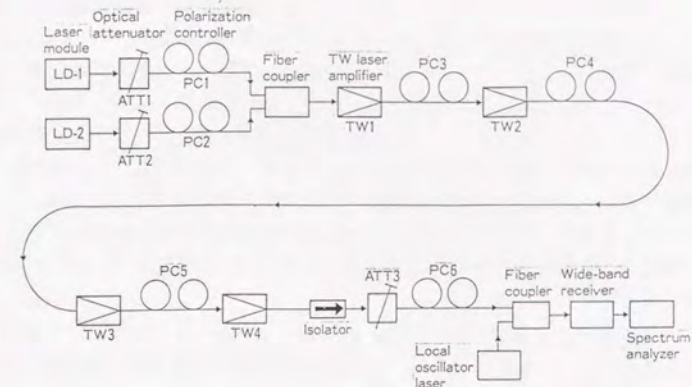 Laser
module
Optical
attenuator
Polarization
controller
LD-1
ATT1
PC1
LD-2
ATT2
PC2
Fiber
coupler
TW laser
amplifier
TW1
PC3
TW2
PC4
TW3
PC5
TW4
Isolator
ATT3
PC6
Fiber
coupler
Wide-band
receiver
Spectrum
analyzer
Local
oscillator
laser